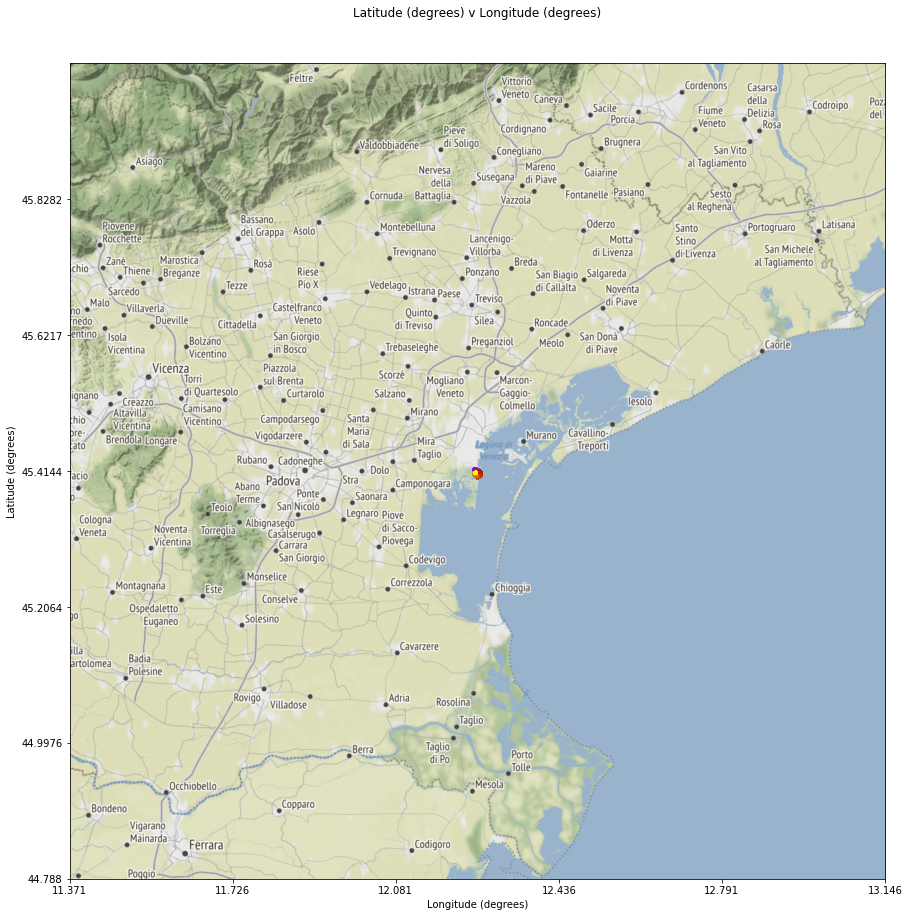 Latitude (degrees) v Longitude (degrees)
Feltre
Vittorio
Veneto
Caneva
Sacile
Porcia
Cordenons
Casarsa
della
Delizia
Fiume
Veneto
Rosa
Codropio
Cordignano
Pieve
di Soligo
Valdobbiadene
Conegliano
Brugnera
San Vito
al Tagliamento
Asiago
Nervesa
della
Battaglia
Susegana
Mareno
di Piave
Gaiarine
Vazzola
Fontanelle
Pasiano
Sesto
al Reghena
Cornuda
45.8282
Piovene
Rocchette
Bassano
del Grappa
Asolo
Montebelluna
Oderzo
Motta
di Livenza
Santo
Stino
di Livenza
Portogruaro
Latisana
San Michele
al Tagliamento
Lancenigo-
Villorba
Trevignano
Marostica
Zanè
Thiene
Breganze
Rosà
Riese
Pio X
Ponzano
Breda
San Biagio
di Callalta
Salgareda
Sarcedo
Tezze
Vedelago
Istrana
Paese
Treviso
Noventa
di Piave
Malo
Villaverla
Dueville
Castelfranco
Veneto
Cittadella
Quinto
di Treviso
Silea
Roncade
Meolo
San Donà
di Piave
45.6217
Isola
Vicentina
San Giorgio
in Bosco
Bolzano
Vicentino
Trebaseleghe
Preganziol
Caorle
Vicenza
Piazzola
sul Brenta
Scorzè
Mogliano
Veneto
Marcon-
Gaggio-
Colmello
Torri
di Quartesolo
Creazzo
Altavilla
Vicentina
Camisano
Vicentino
Curtarolo
Salzano
Jesolo
Campodarsego
Santa
Maria
di Sala
Mirano
Brendola
Longare
Vigodarzere
Mira
Taglio
Laguna di
Venezia
Murano
Cavallino-
Treporti
Rubano
Cadoneghe
Padova
Dolo
45.4144
Stra
Camponogara
Abano
Terme
Ponte
San Nicolò
Saonara
Teolo
Torreglia
Albignasego
Casalserugo
Legnaro
Piove
di Sacco-
Piovega
Cologna
Veneta
Noventa
Vicentina
Carrara
San Giorgio
Codevigo
Montagnana
Este
Monselice
Conselve
Correzzola
Chioggia
45.2064
Ospedaletto
Euganeo
Solesino
Cavarzere
Badia
Polesine
Rovigo
Villadose
Adria
Rosolina
Taglio
Taglio
di Po
44.9976
Berra
Porto
Tolle
Occhiobello
Mesola
Bondeno
Copparo
Vigarano
Mainarda
Ferrara
Codigoro
Poggio
44.788
11.371
11.726
12.081
12.436
12.791
13.146
Longitude (degrees)
Latitude (degrees)